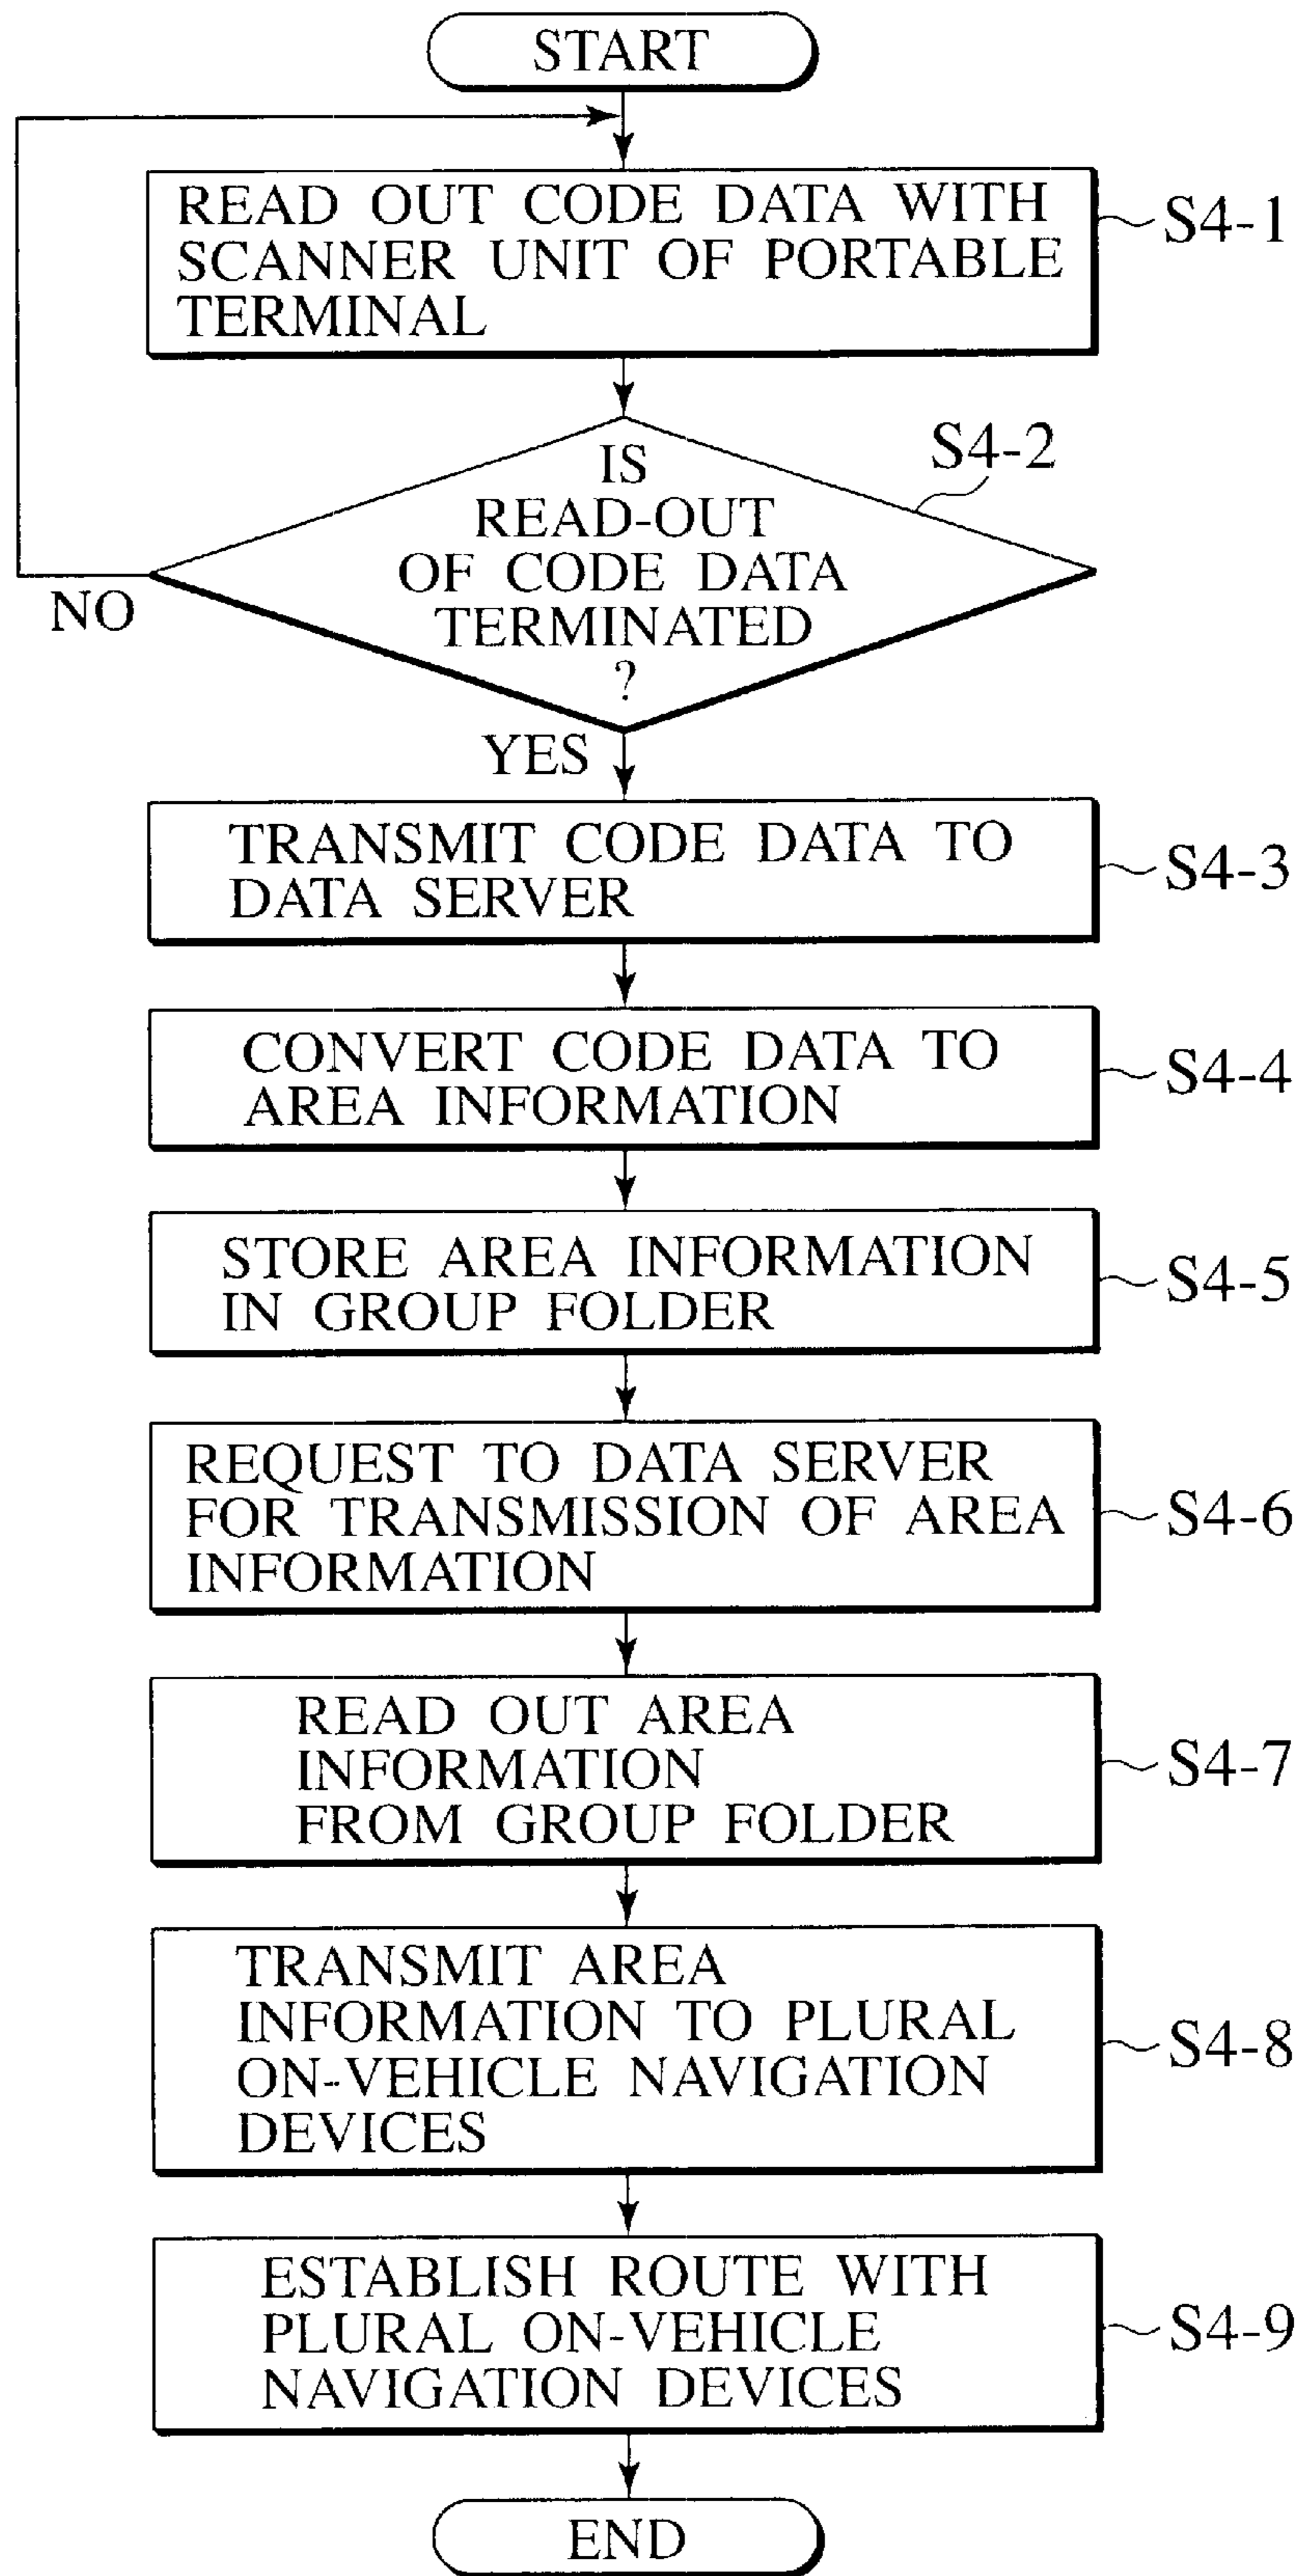 START
READ OUT CODE DATA WITH
SCANNER UNIT OF PORTABLE
TERMINAL
S4-1
IS
READ-OUT
OF CODE DATA
TERMINATED
?
S4-2
NO
YES
TRANSMIT CODE DATA TO
DATA SERVER
S4-3
CONVERT CODE DATA TO
AREA INFORMATION
S4-4
STORE AREA INFORMATION
IN GROUP FOLDER
S4-5
REQUEST TO DATA SERVER
FOR TRANSMISSION OF AREA
INFORMATION
S4-6
READ OUT AREA
INFORMATION
FROM GROUP FOLDER
S4-7
TRANSMIT AREA
INFORMATION TO PLURAL
ON-VEHICLE NAVIGATION
DEVICES
S4-8
ESTABLISH ROUTE WITH
PLURAL ON-VEHICLE
NAVIGATION DEVICES
S4-9
END